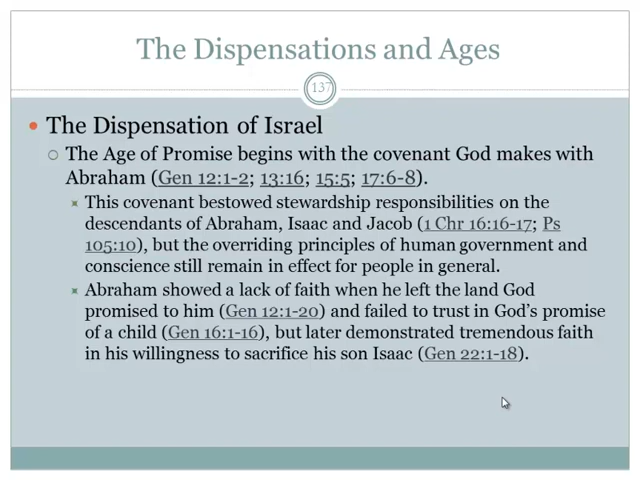 The Dispensations and Ages
137
The Dispensation of Israel
The Age of Promise begins with the covenant God makes with
Abraham (Gen 12:1-2; 13:16; 15:5; 17:6-8).
This covenant bestowed stewardship responsibilities on the
descendants of Abraham, Isaac and Jacob (1 Chr 16:16-17; Ps
105:10), but the overriding principles of human government and
conscience still remain in effect for people in general.
Abraham showed a lack of faith when he left the land God
promised to him (Gen 12:1-20) and failed to trust in God's promise
of a child (Gen 16:1-16), but later demonstrated tremendous faith
in his willingness to sacrifice his son Isaac (Gen 22:1-18).